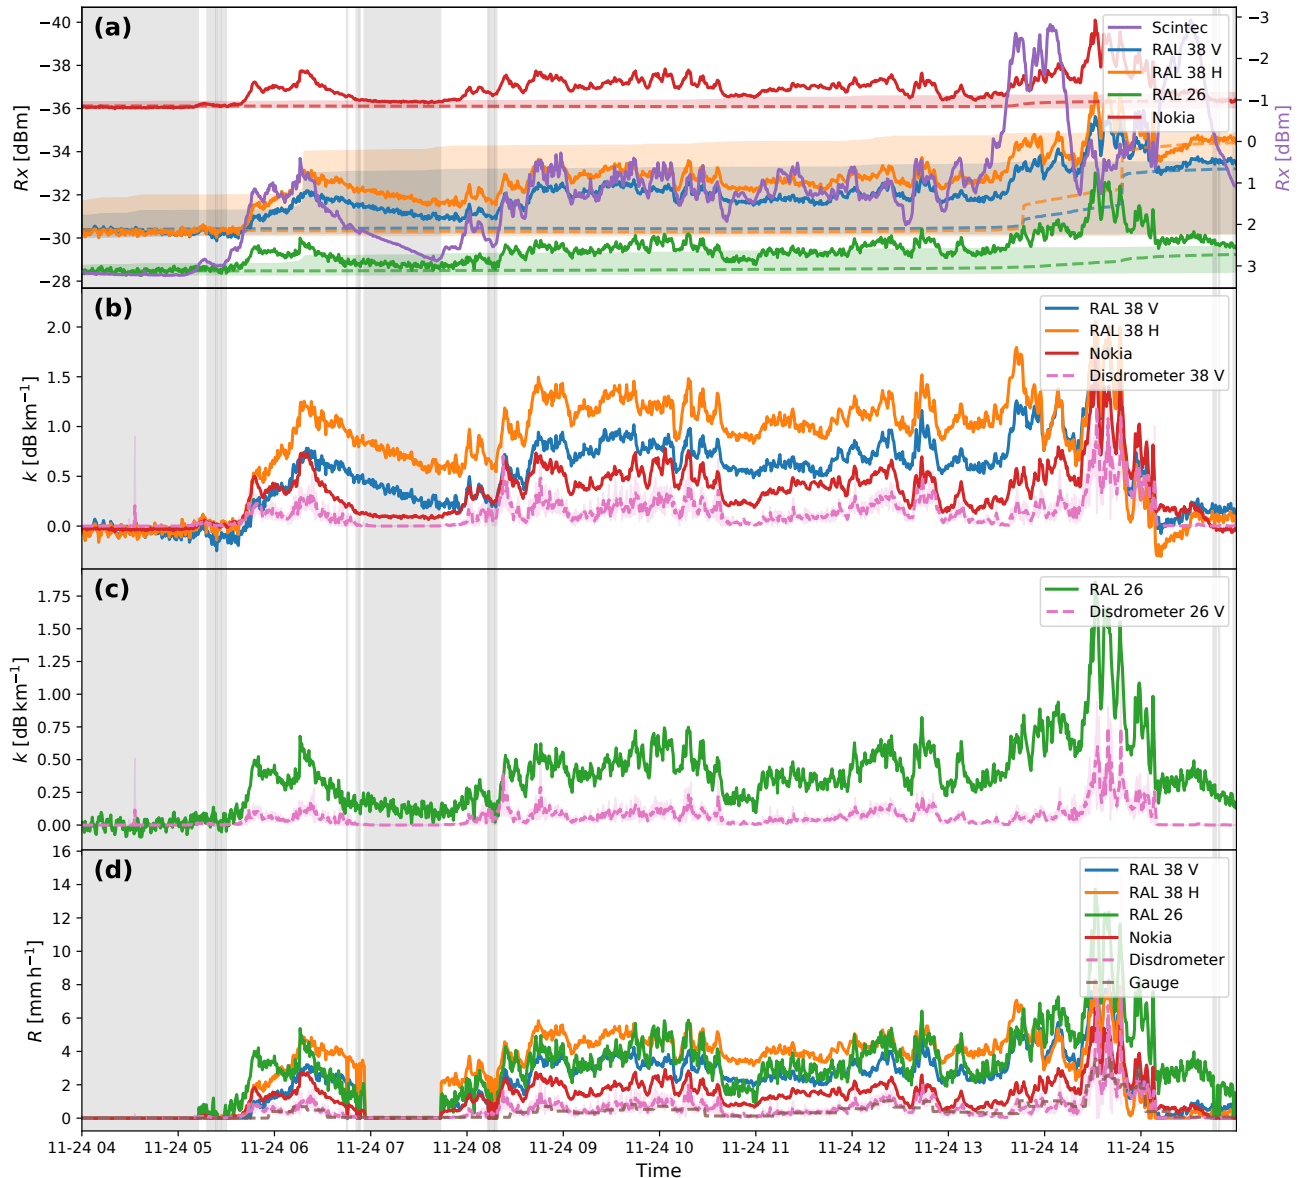 (a)
−40
−38
−36
−34
−32
−30
−28
Rx [dBm]
−3
−2
−1
0
1
2
3
Rx [dBm]
Scintec
RAL 38 V
RAL 38 H
RAL 26
Nokia
(b)
2.0
1.5
1.0
0.5
0.0
k [dB km−1]
RAL 38 V
RAL 38 H
Nokia
Disdrometer 38 V
(c)
1.75
1.50
1.25
1.00
0.75
0.50
0.25
0.00
k [dB km−1]
RAL 26
Disdrometer 26 V
(d)
16
14
12
10
8
6
4
2
0
R [mm h−1]
RAL 38 V
RAL 38 H
RAL 26
Nokia
Disdrometer
Gauge
11-24 04 11-24 05 11-24 06 11-24 07 11-24 08 11-24 09 11-24 10 11-24 11 11-24 12 11-24 13 11-24 14 11-24 15
Time